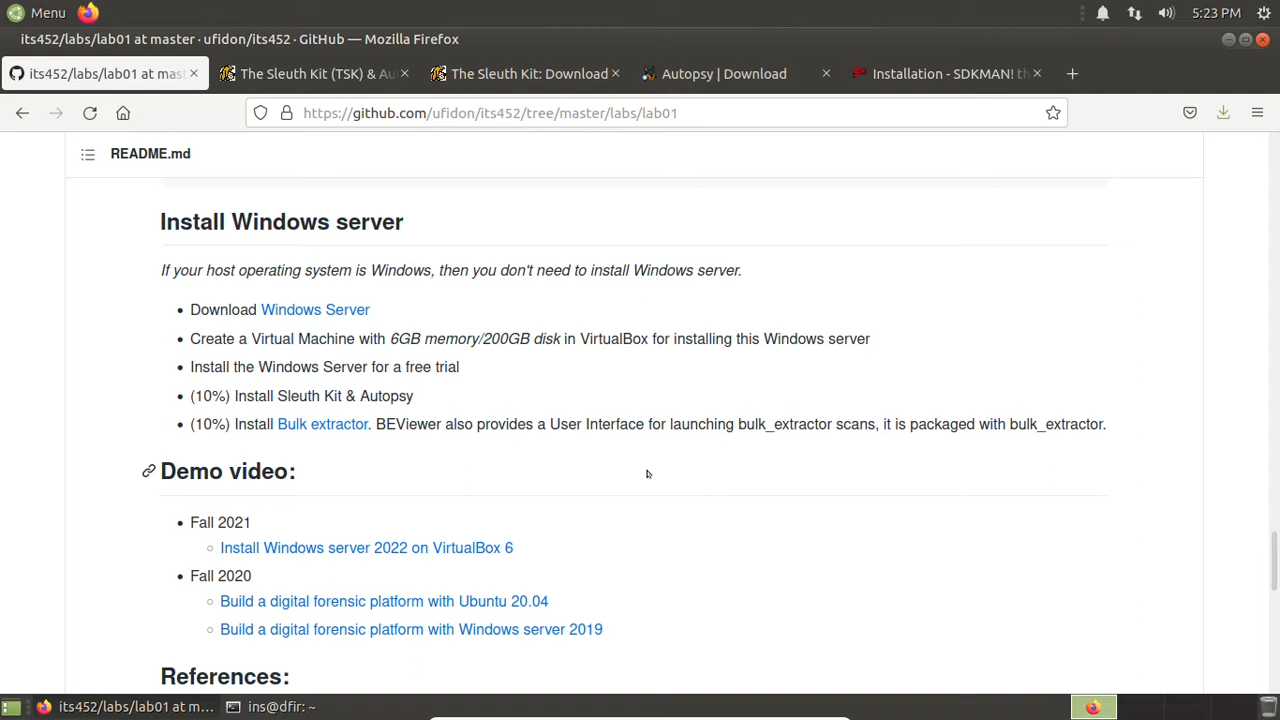 Menu
5:23 PM
its452/labs/lab01 at master · ufidon/its452 · GitHub — Mozilla Firefox
its452/labs/lab01 at mast
The Sleuth Kit (TSK) & Au
The Sleuth Kit: Download
Autopsy | Download
Installation - SDKMAN! th
https://github.com/ufidon/its452/tree/master/labs/lab01
README.md
Install Windows server
If your host operating system is Windows, then you don't need to install Windows server.
• Download Windows Server
• Create a Virtual Machine with 6GB memory/200GB disk in VirtualBox for installing this Windows server
• Install the Windows Server for a free trial
• (10%) Install Sleuth Kit & Autopsy
• (10%) Install Bulk extractor. BEViewer also provides a User Interface for launching bulk_extractor scans, it is packaged with bulk_extractor.
Demo video:
• Fall 2021
◦ Install Windows server 2022 on VirtualBox 6
• Fall 2020
◦ Build a digital forensic platform with Ubuntu 20.04
◦ Build a digital forensic platform with Windows server 2019
References:
its452/labs/lab01 at m...
ins@dfir: ~